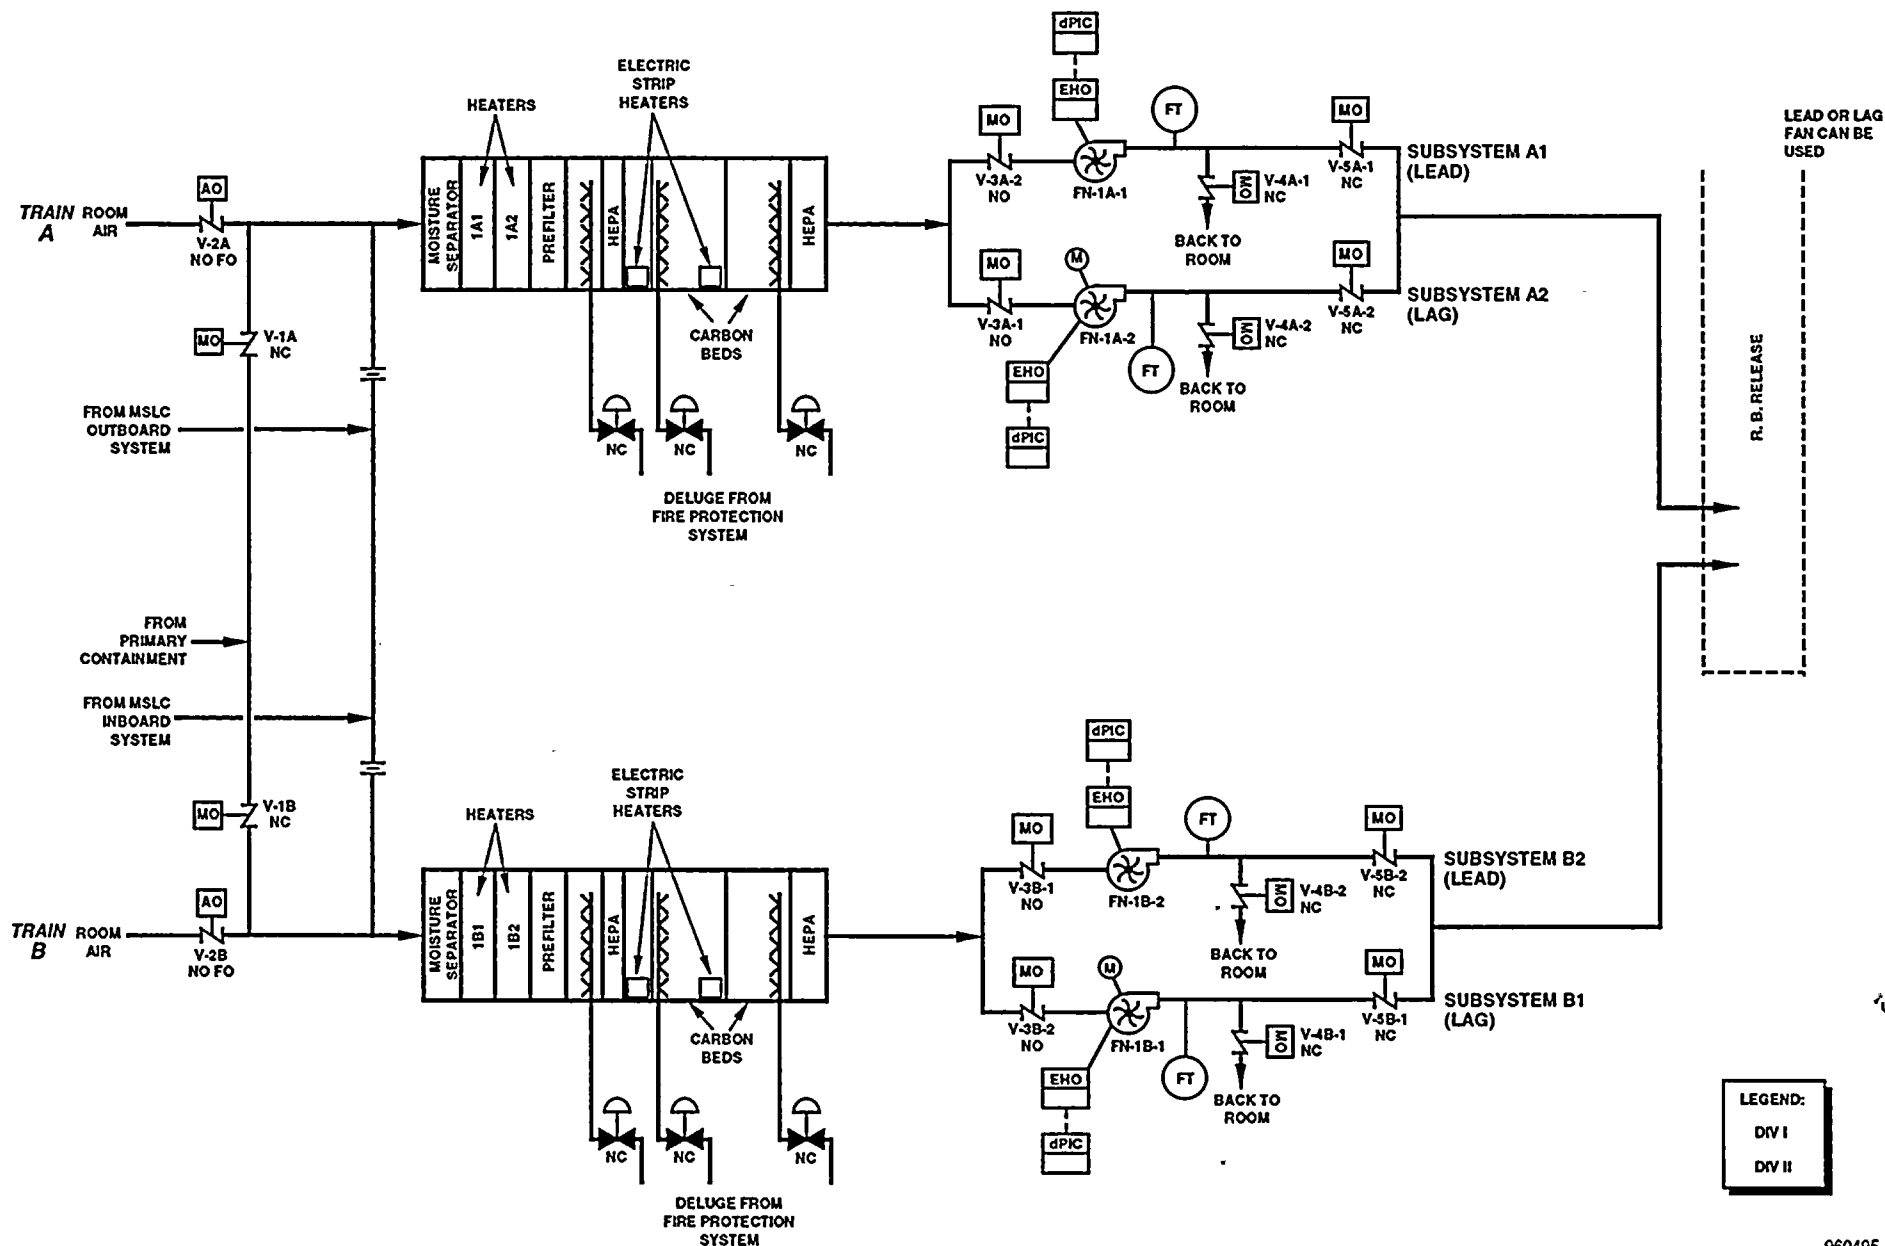 dPIC
EHO
ELECTRIC
STRIP
HEATERS
HEATERS
MO
FT
MO
LEAD OR LAG
FAN CAN BE
USED
SUBSYSTEM A1
(LEAD)
V-3A-2
NO
FN-1A-1
MO
V-4A-1
NC
V-5A-1
NC
AO
TRAIN
A
ROOM
AIR
V-2A
NO FO
MOISTURE
SEPARATOR
1A1
1A2
PREFILTER
HEPA
HEPA
BACK TO
ROOM
MO
M
MO
SUBSYSTEM A2
(LAG)
V-3A-1
NO
FN-1A-2
MO
V-4A-2
NC
V-5A-2
NC
MO
V-1A
NC
CARBON
BEDS
EHO
FT
BACK TO
ROOM
dPIC
R. B. RELEASE
FROM MSLC
OUTBOARD
SYSTEM
NC
NC
NC
DELUGE FROM
FIRE PROTECTION
SYSTEM
FROM
PRIMARY
CONTAINMENT
FROM MSLC
INBOARD
SYSTEM
dPIC
EHO
ELECTRIC
STRIP
HEATERS
HEATERS
MO
V-1B
NC
MO
FT
MO
SUBSYSTEM B2
(LEAD)
V-3B-1
NO
FN-1B-2
MO
V-4B-2
NC
V-5B-2
NC
AO
TRAIN
B
ROOM
AIR
V-2B
NO FO
MOISTURE
SEPARATOR
1B1
1B2
PREFILTER
HEPA
HEPA
BACK TO
ROOM
MO
M
MO
SUBSYSTEM B1
(LAG)
V-3B-2
NO
FN-1B-1
MO
V-4B-1
NC
V-5B-1
NC
CARBON
BEDS
EHO
FT
BACK TO
ROOM
dPIC
NC
NC
NC
DELUGE FROM
FIRE PROTECTION
SYSTEM
LEGEND:
DIV I
DIV II